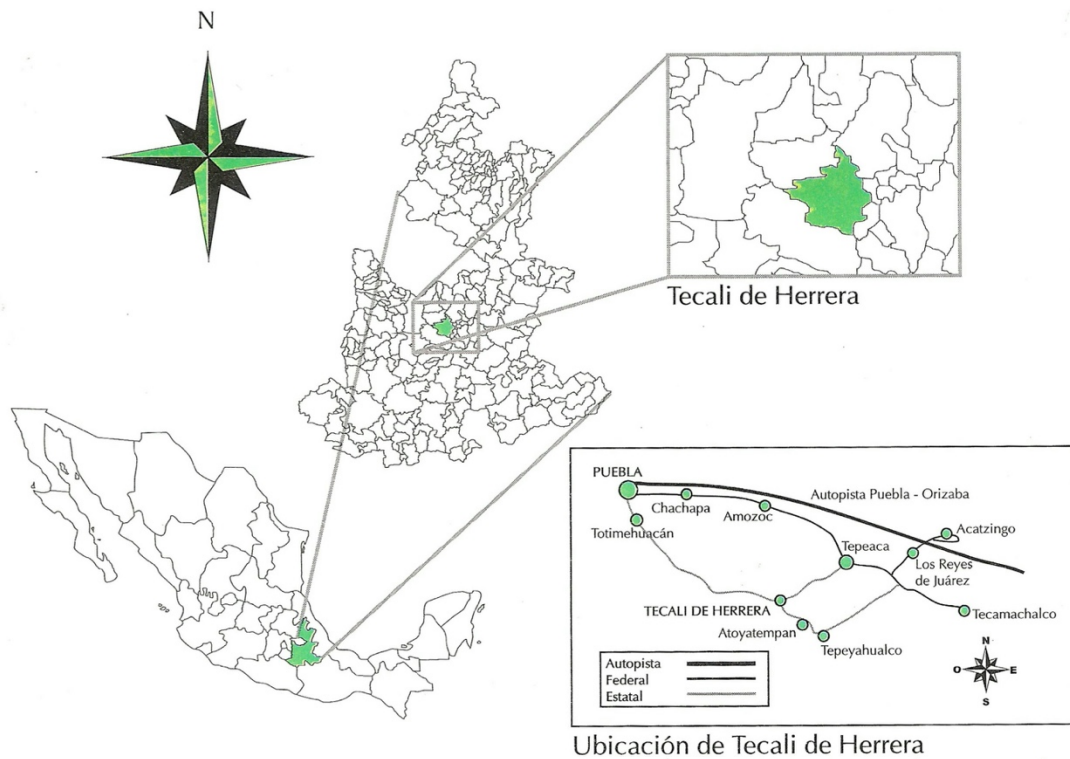 N
Tecali de Herrera
PUEBLA
Autopista Puebla - Orizaba
Chachapa
Amozoc
Acatzingo
Totimehuacán
Tepeaca
Los Reyes
de Juárez
TECALI DE HERRERA
Tecamachalco
Atoyatempan
Tepeyahualco
Autopista
Federal
Estatal
N
O
E
S
Ubicación de Tecali de Herrera